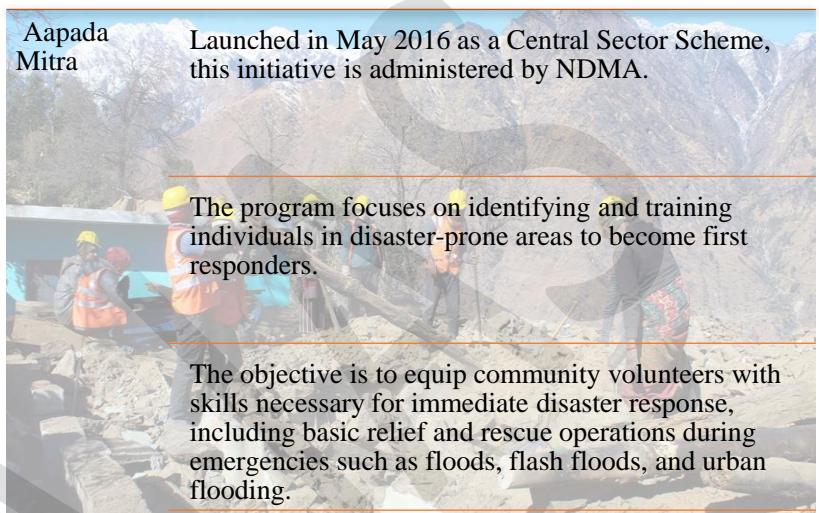 Aapada
Mitra
Launched in May 2016 as a Central Sector Scheme,
this initiative is administered by NDMA.
The program focuses on identifying and training
individuals in disaster-prone areas to become first
responders.
The objective is to equip community volunteers with
skills necessary for immediate disaster response,
including basic relief and rescue operations during
emergencies such as floods, flash floods, and urban
flooding.